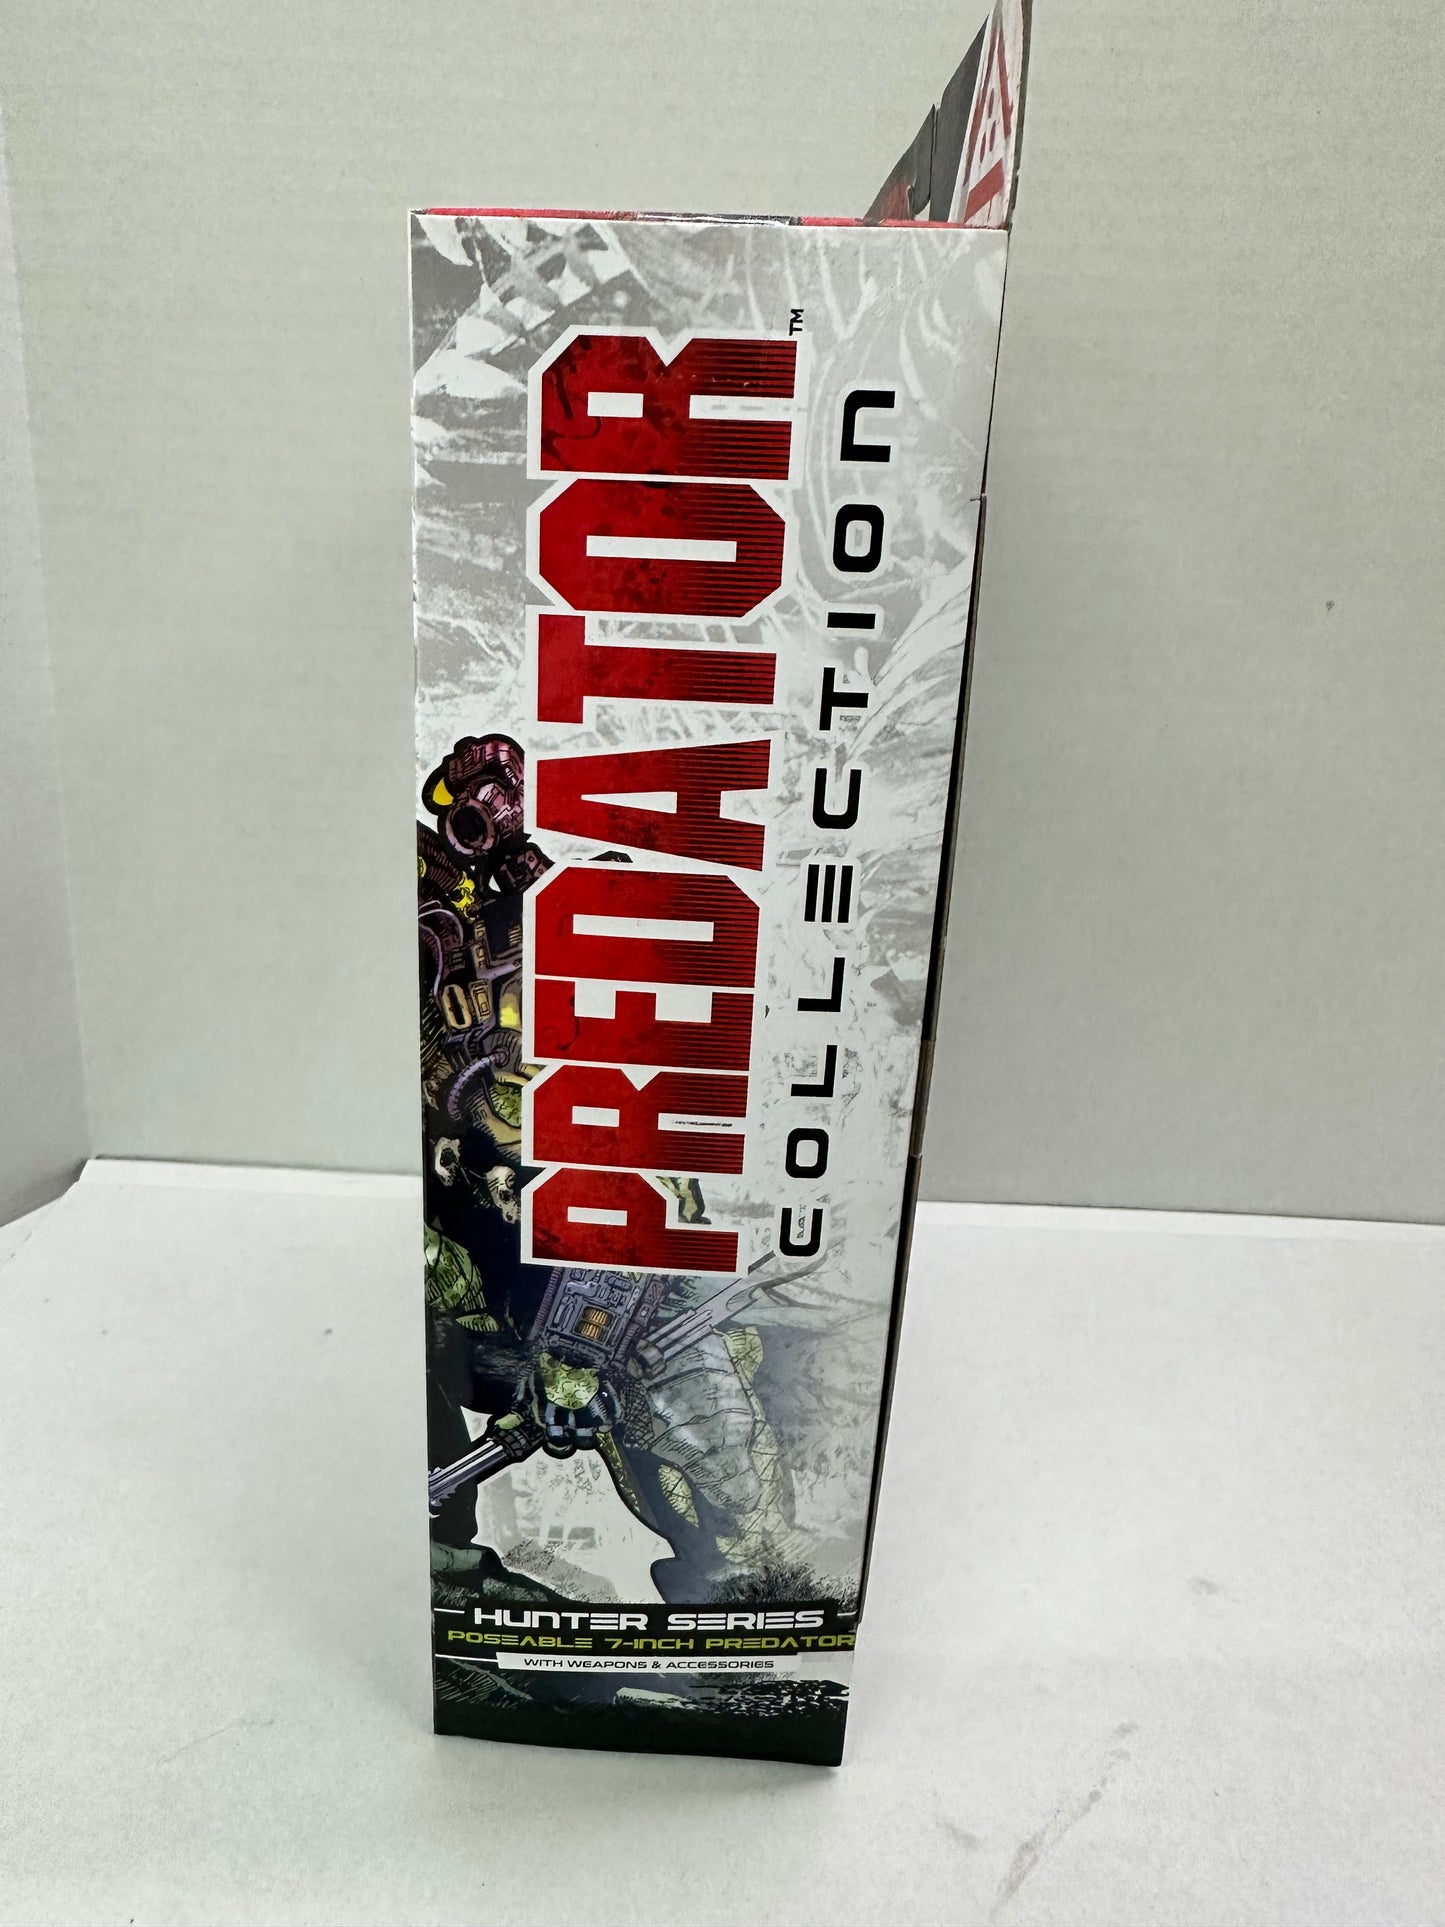 PREDATOR™
COLLECTION
HUNTER SERIES
POSEABLE 7-INCH PREDATOR
WITH WEAPONS & ACCESSORIES